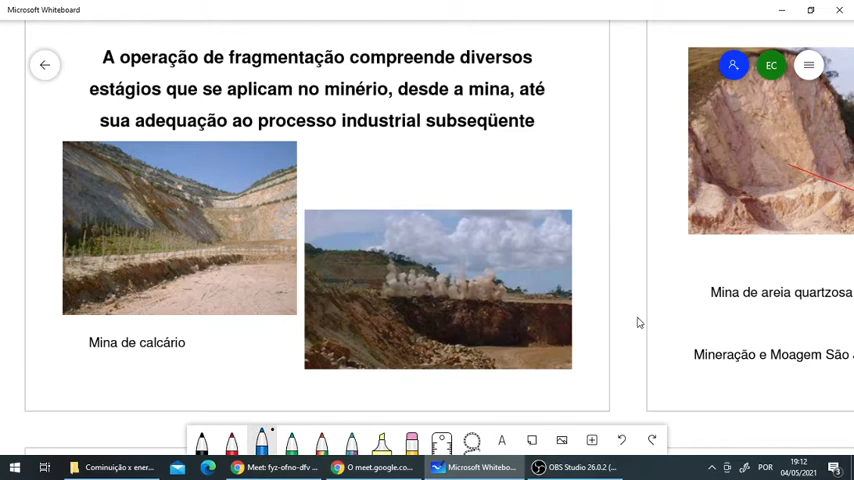 Microsoft Whiteboard
A operação de fragmentação compreende diversos
estágios que se aplicam no minério, desde a mina, até
sua adequação ao processo industrial subseqüente
EC
Mina de calcário
Mina de areia quartzosa
Mineração e Moagem São
A
Cominuição x ener...
Meet: fyz-ofno-dfv ...
O meet.google.co...
Microsoft Whitebo...
OBS Studio 26.0.2 (...
POR
19:12
04/05/2021
3